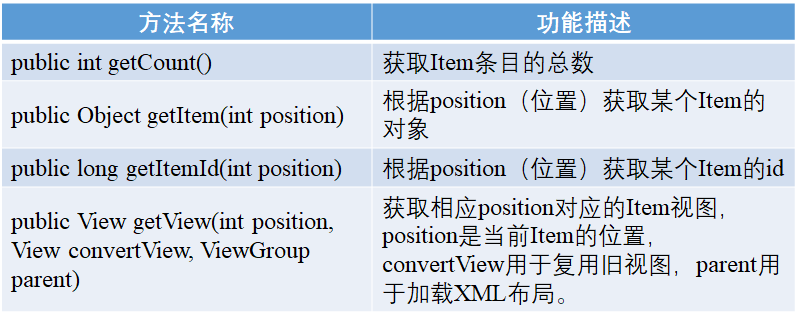 方法名称
功能描述
public int getCount()
获取Item条目的总数
public Object getItem(int position)
根据position（位置）获取某个Item的
对象
public long getItemId(int position)
根据position（位置）获取某个Item的id
public View getView(int position,
View convertView, ViewGroup
parent)
获取相应position对应的Item视图，
position是当前Item的位置，
convertView用于复用旧视图，parent用
于加载XML布局。